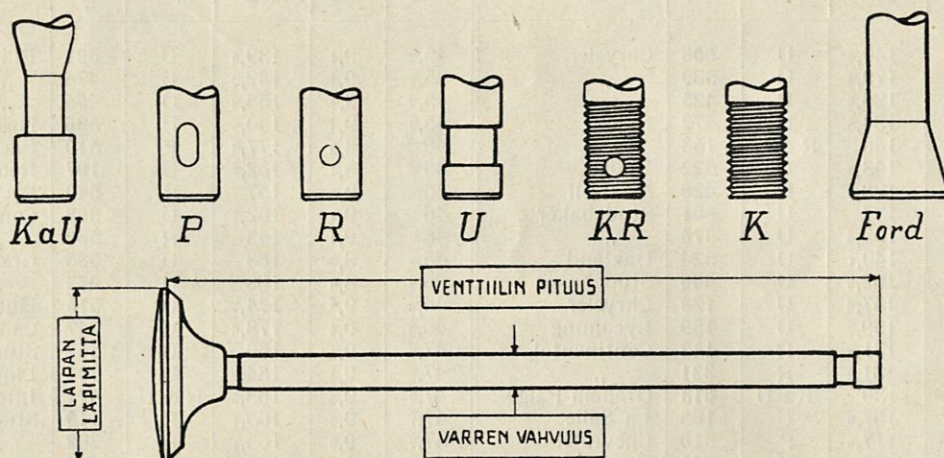 KaU P R U KR K Ford
VENTTIILIN PITUUS
LAIPAN
LÄPIMITTA
VARREN VAHVUUS